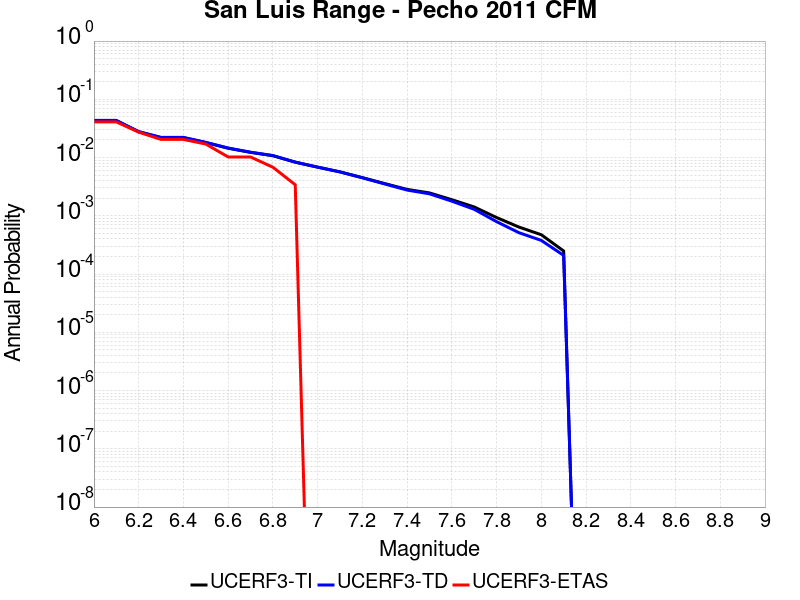 San Luis Range - Pecho 2011 CFM
10^0
10^-1
10^-2
10^-3
10^-4
10^-5
10^-6
10^-7
10^-8
Annual Probability
6 6.2 6.4 6.6 6.8 7 7.2 7.4 7.6 7.8 8 8.2 8.4 8.6 8.8 9
Magnitude
UCERF3-TI UCERF3-TD UCERF3-ETAS